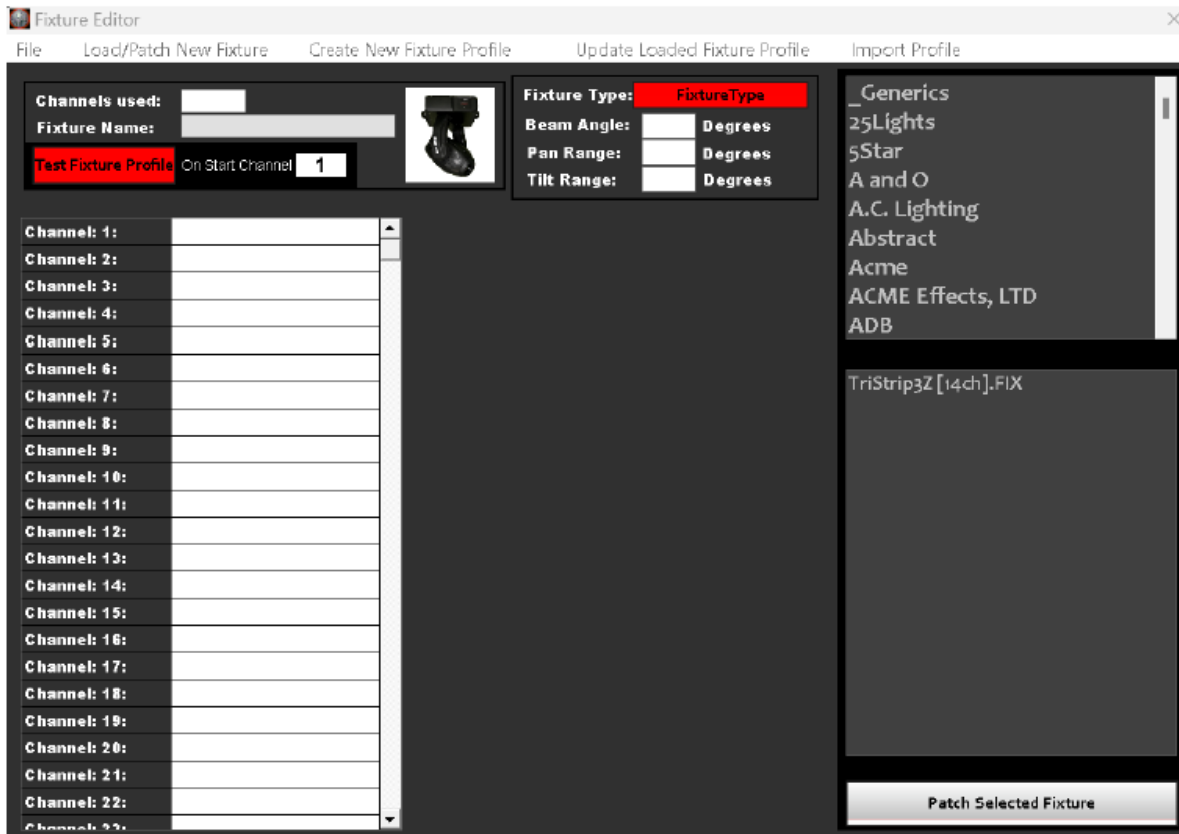 Fixture Editor
File Load/Patch New Fixture Create New Fixture Profile Update Loaded Fixture Profile Import Profile
Channels used:
Fixture Name:
Test Fixture Profile On Start Channel 1
Fixture Type: FixtureType
Beam Angle: Degrees
Pan Range: Degrees
Tilt Range: Degrees
Channel: 1:
Channel: 2:
Channel: 3:
Channel: 4:
Channel: 5:
Channel: 6:
Channel: 7:
Channel: 8:
Channel: 9:
Channel: 10:
Channel: 11:
Channel: 12:
Channel: 13:
Channel: 14:
Channel: 15:
Channel: 16:
Channel: 17:
Channel: 18:
Channel: 19:
Channel: 20:
Channel: 21:
Channel: 22:
Channel: 23:
_Generics
25Lights
5Star
A and O
A.C. Lighting
Abstract
Acme
ACME Effects, LTD
ADB
TriStrip3Z [14ch].FIX
Patch Selected Fixture